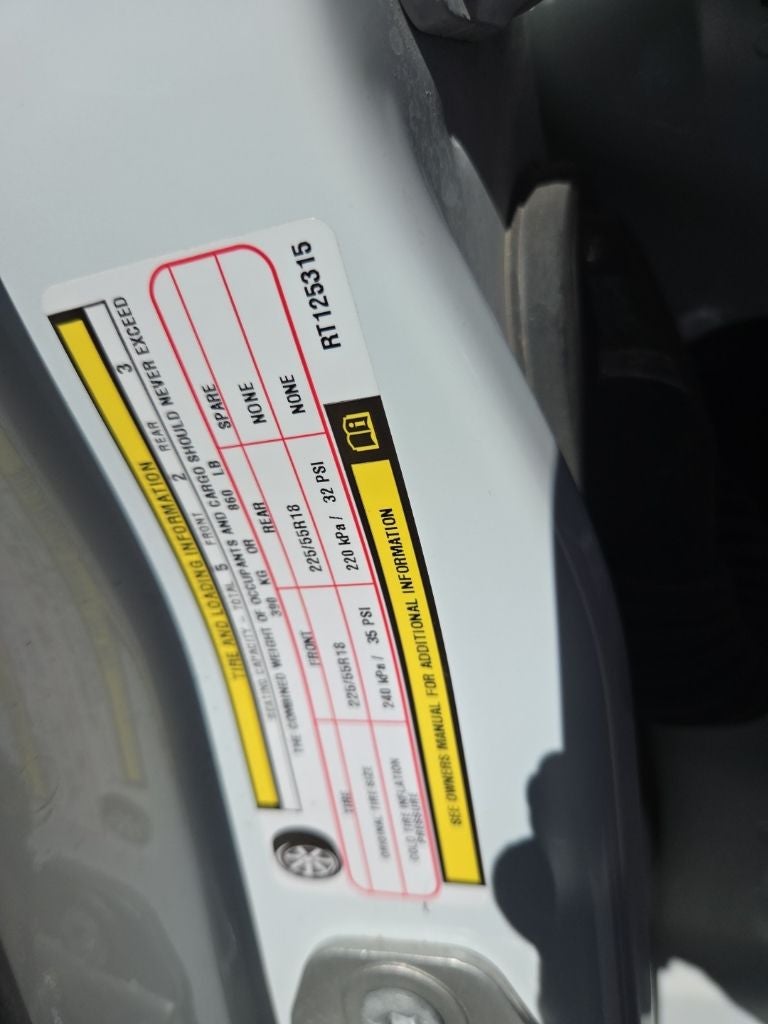 TIRE AND LOADING INFORMATION
SEATING CAPACITY - TOTAL 5 FRONT 2 REAR 3
THE COMBINED WEIGHT OF OCCUPANTS AND CARGO SHOULD NEVER EXCEED
390 KG OR 860 LB
TIRE FRONT REAR SPARE
ORIGINAL TIRE SIZE 225/55R18 225/55R18 NONE
COLD TIRE INFLATION PRESSURE 240 kPa / 35 PSI 220 kPa / 32 PSI NONE
SEE OWNERS MANUAL FOR ADDITIONAL INFORMATION
RT125315